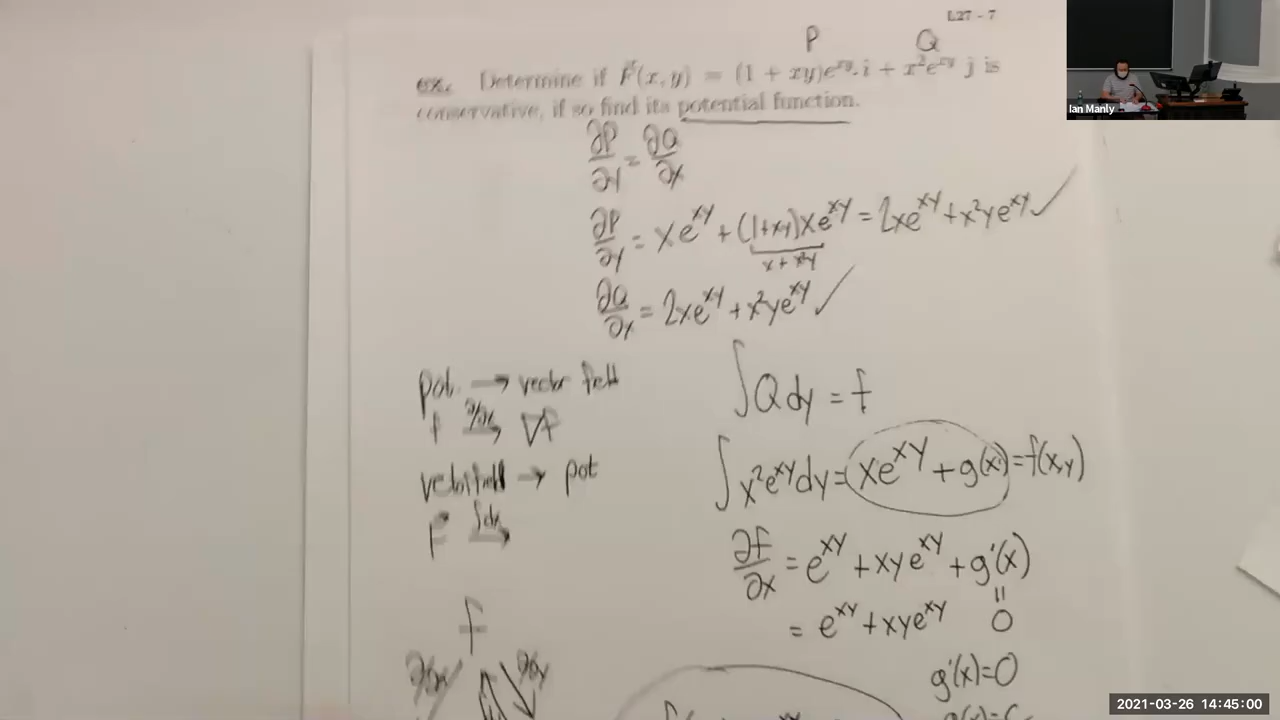 L27 - 7
P Q
ex. Determine if F⃗(x, y) = (1 + xy)e^{xy} i + x²e^{xy} j is
conservative, if so find its potential function.
∂P/∂y = ∂Q/∂x
∂P/∂y = xe^{xy} + (1+xy)xe^{xy} = 2xe^{xy} + x²ye^{xy} ✓
x + x²y
∂Q/∂x = 2xe^{xy} + x²ye^{xy} ✓
pot. → vector field
f ∂/∂x → ∇f
vector field → pot
F ∫dx →
f
∂/∂x ∂/∂y
∫Q dy = f
∫x²e^{xy}dy = xe^{xy} + g(x) = f(x,y)
∂f/∂x = e^{xy} + xye^{xy} + g'(x)
= e^{xy} + xye^{xy} 0
g'(x)=0
Ian Manly
2021-03-26 14:45:00